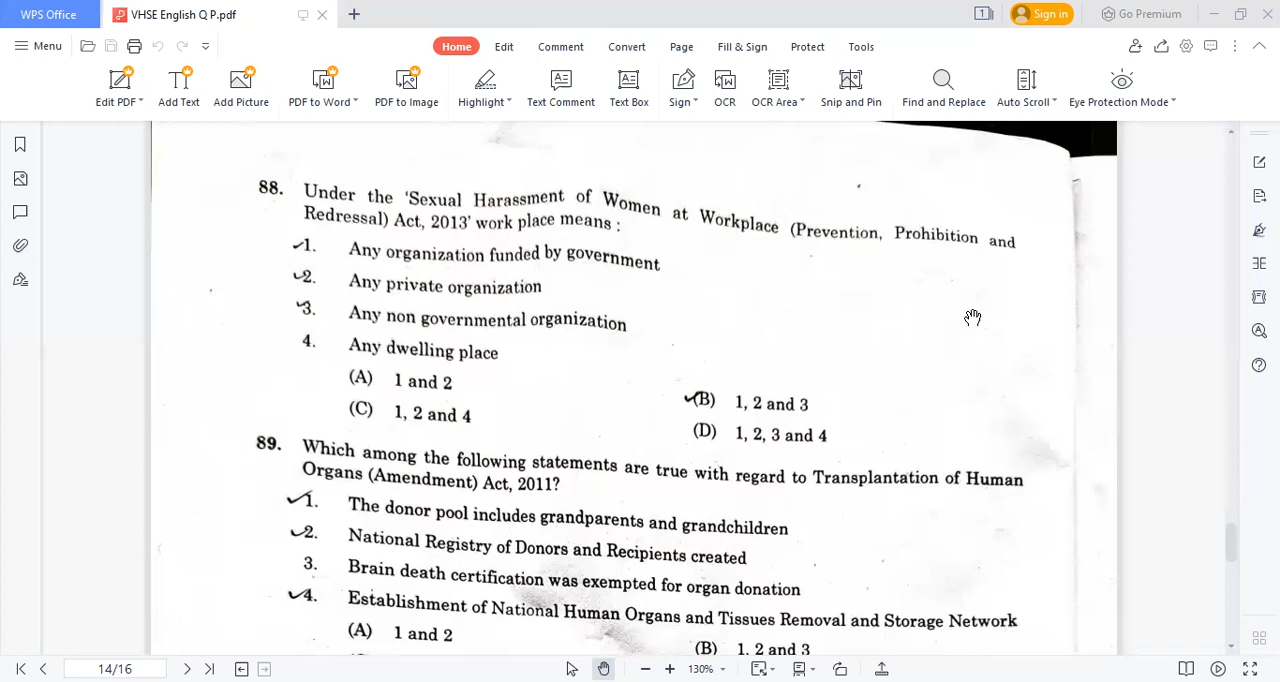 WPS Office
VHSE English Q P.pdf
1
Sign in
Go Premium
Menu
Home Edit Comment Convert Page Fill & Sign Protect Tools
Edit PDF Add Text Add Picture PDF to Word PDF to Image Highlight Text Comment Text Box Sign OCR OCR Area Snip and Pin Find and Replace Auto Scroll Eye Protection Mode
88. Under the 'Sexual Harassment of Women at Workplace (Prevention, Prohibition and
Redressal) Act, 2013' work place means :
1. Any organization funded by government
2. Any private organization
3. Any non governmental organization
4. Any dwelling place
(A) 1 and 2
(B) 1, 2 and 3
(C) 1, 2 and 4
(D) 1, 2, 3 and 4
89. Which among the following statements are true with regard to Transplantation of Human
Organs (Amendment) Act, 2011?
1. The donor pool includes grandparents and grandchildren
2. National Registry of Donors and Recipients created
3. Brain death certification was exempted for organ donation
4. Establishment of National Human Organs and Tissues Removal and Storage Network
(A) 1 and 2
(B) 1, 2 and 3
14/16
130%